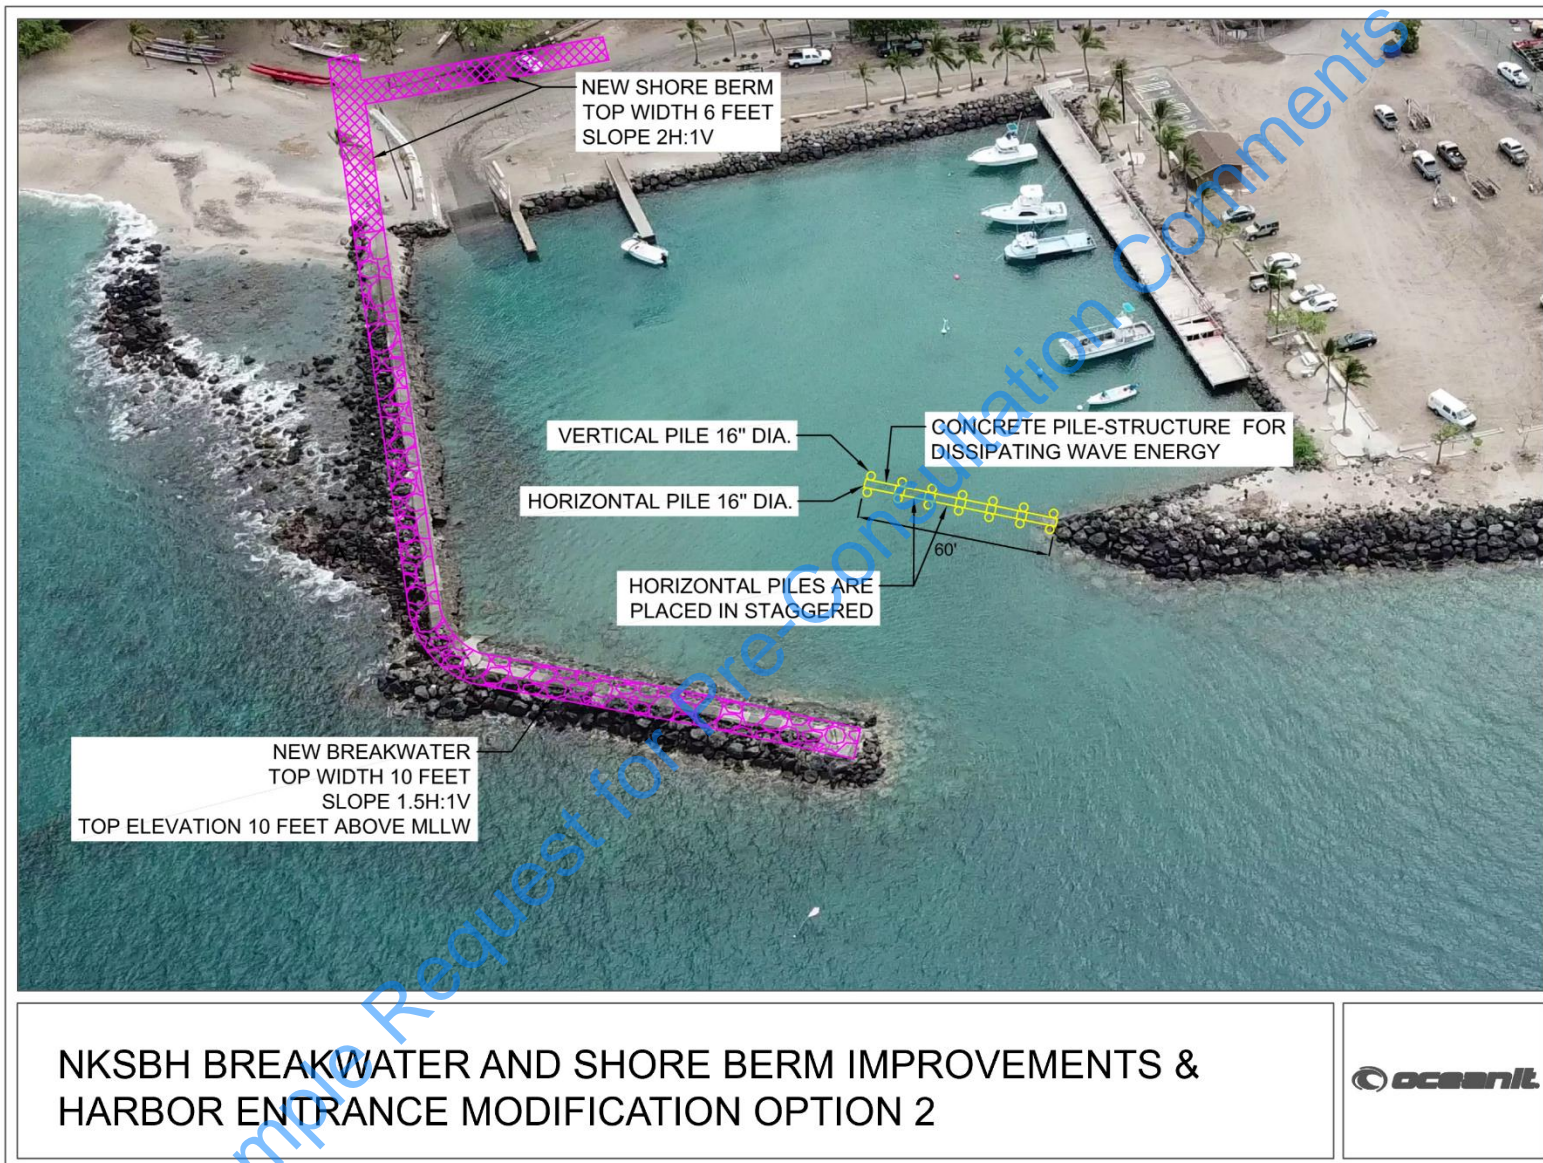 NEW SHORE BERM
TOP WIDTH 6 FEET
SLOPE 2H:1V
VERTICAL PILE 16" DIA.
CONCRETE PILE-STRUCTURE FOR
DISSIPATING WAVE ENERGY
HORIZONTAL PILE 16" DIA.
60'
HORIZONTAL PILES ARE
PLACED IN STAGGERED
NEW BREAKWATER
TOP WIDTH 10 FEET
SLOPE 1.5H:1V
TOP ELEVATION 10 FEET ABOVE MLLW
mple Request for Pre-Consultation Comments
NKSBH BREAKWATER AND SHORE BERM IMPROVEMENTS &
HARBOR ENTRANCE MODIFICATION OPTION 2
oceanit